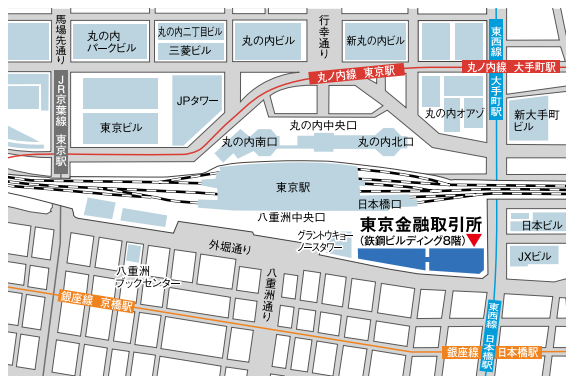 馬場先通り
丸の内
パークビル
丸の内二丁目ビル
三菱ビル
丸の内ビル
行幸通り
新丸の内ビル
東西線 大手町駅
丸ノ内線 東京駅
丸ノ内線 大手町駅
JR京葉線 東京駅
JPタワー
東京ビル
丸の内オアゾ
新大手町
ビル
丸の内中央口
丸の内南口
丸の内北口
東京駅
日本橋口
八重洲中央口
東京金融取引所
(鉄鋼ビルディング8階)
グラントウキョー
ノースタワー
日本ビル
JXビル
外堀通り
八重洲
ブックセンター
八重洲通り
銀座線 京橋駅
東西線 日本橋駅
銀座線 日本橋駅